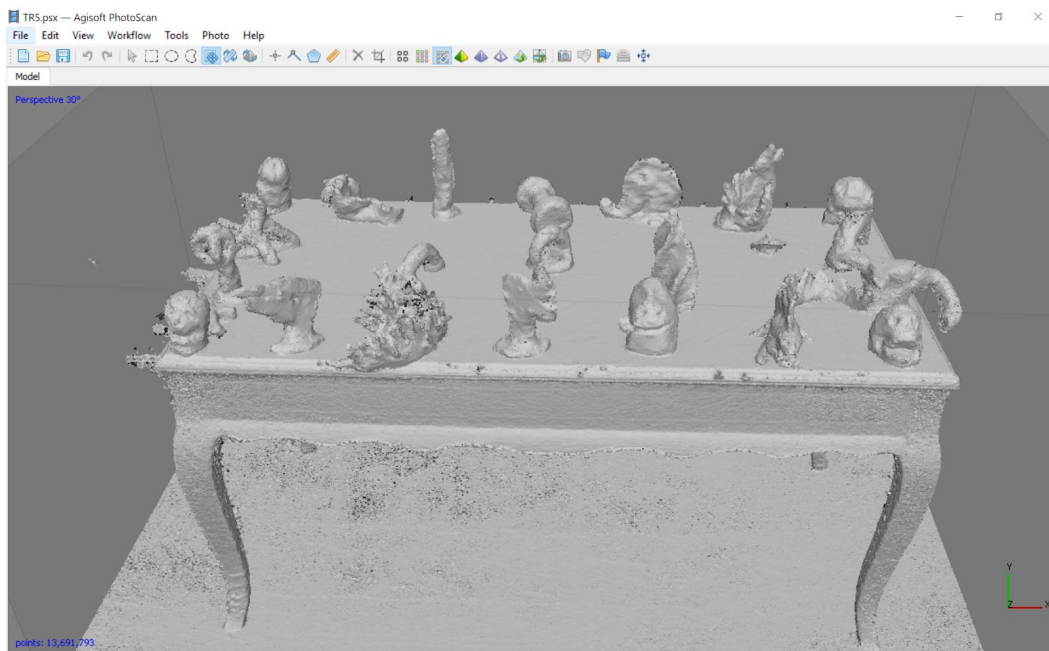 TR5.psx — Agisoft PhotoScan
File Edit View Workflow Tools Photo Help
Model
Perspective 30°
Y
Z X
points: 13,691,793